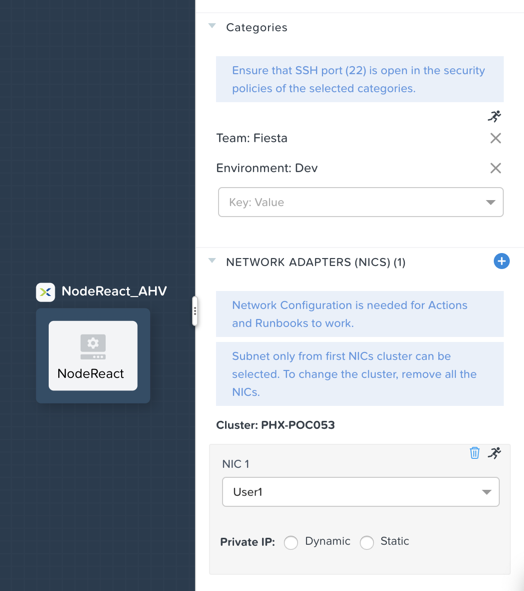 Categories
Ensure that SSH port (22) is open in the security
policies of the selected categories.
Team: Fiesta
Environment: Dev
Key: Value
NETWORK ADAPTERS (NICS) (1)
Network Configuration is needed for Actions
and Runbooks to work.
Subnet only from first NICs cluster can be
selected. To change the cluster, remove all the
NICs.
Cluster: PHX-POC053
NIC 1
User1
Private IP: Dynamic Static
NodeReact_AHV
NodeReact